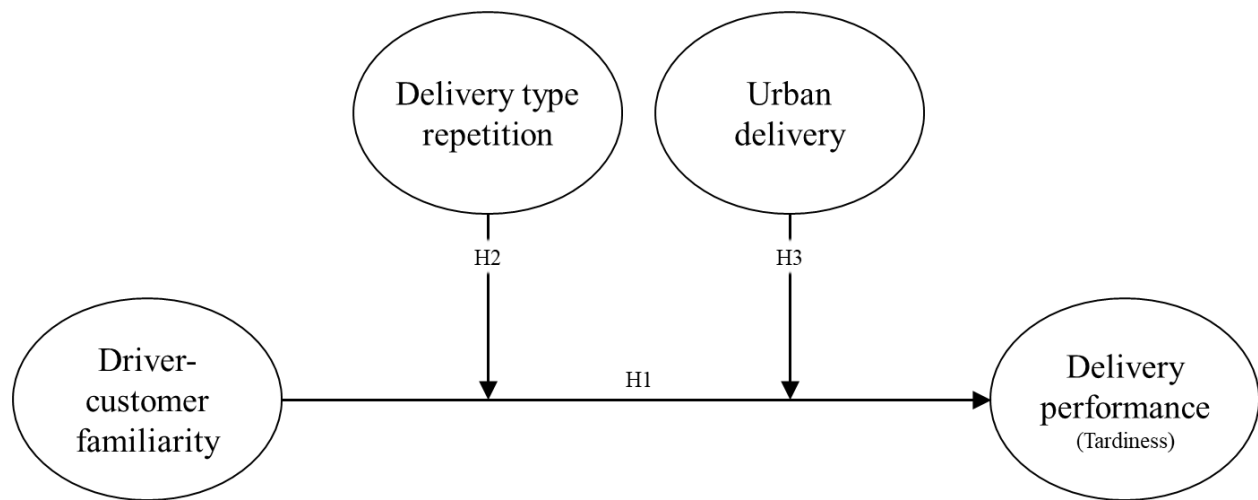 Delivery type
repetition
Urban
delivery
H2
H3
Driver-
customer
familiarity
H1
Delivery
performance
(Tardiness)